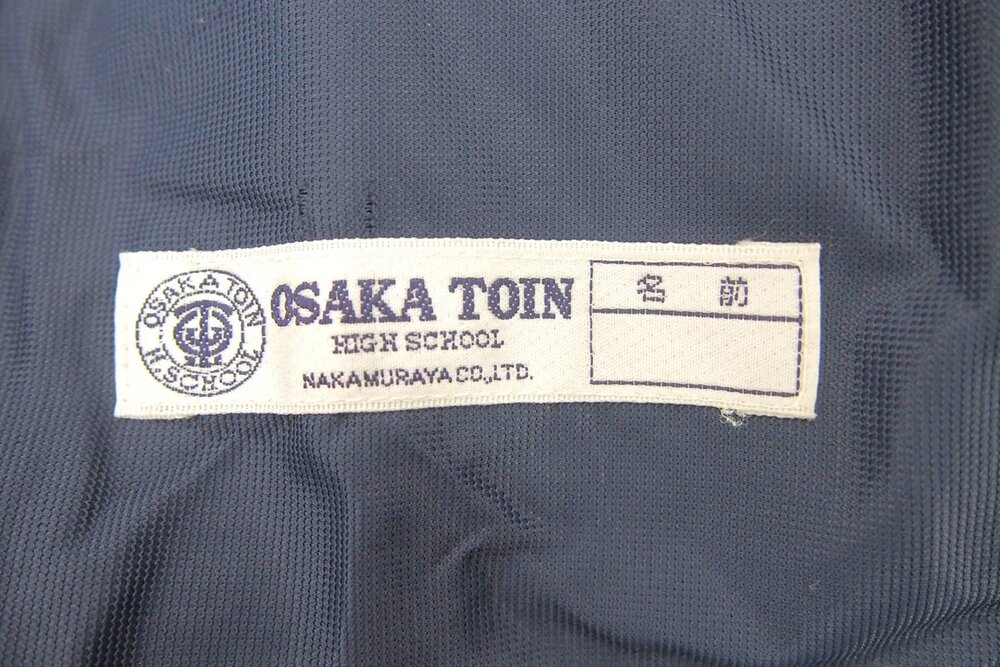 OSAKA TOIN
H.SCHOOL
OSAKA TOIN
HIGH SCHOOL
NAKAMURAYA CO.,LTD.
名前